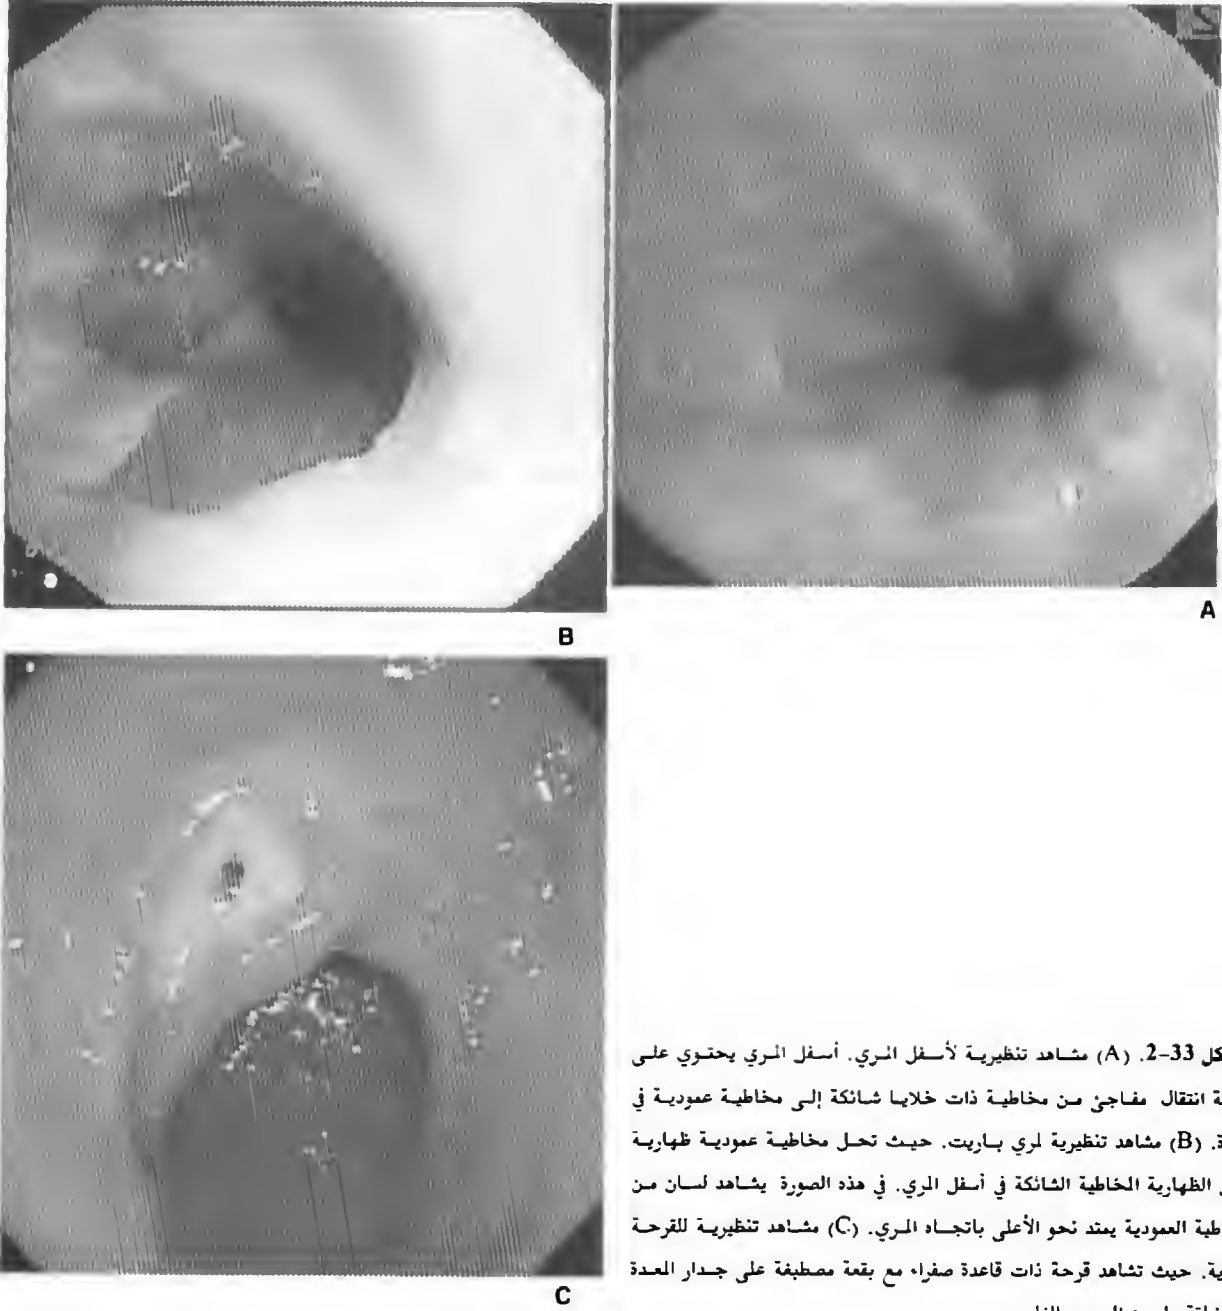 B
A
C
كل 33–2. (A) مشاهد تنظيرية لأسفل المري. أسفل المري يحتوي على
ة انتقال مفاجئ من مخاطية ذات خلايا شائكة إلى مخاطية عمودية في
ة. (B) مشاهد تنظيرية لمري باريت. حيث تحل مخاطية عمودية ظهارية
الظهارية المخاطية الشائكة في أسفل المري. في هذه الصورة يشاهد لسان من
طية العمودية يمتد نحو الأعلى باتجاه المري. (C) مشاهد تنظيرية للقرحة
ية. حيث تشاهد قرحة ذات قاعدة صفراء مع بقعة مصطبغة على جدار المعدة